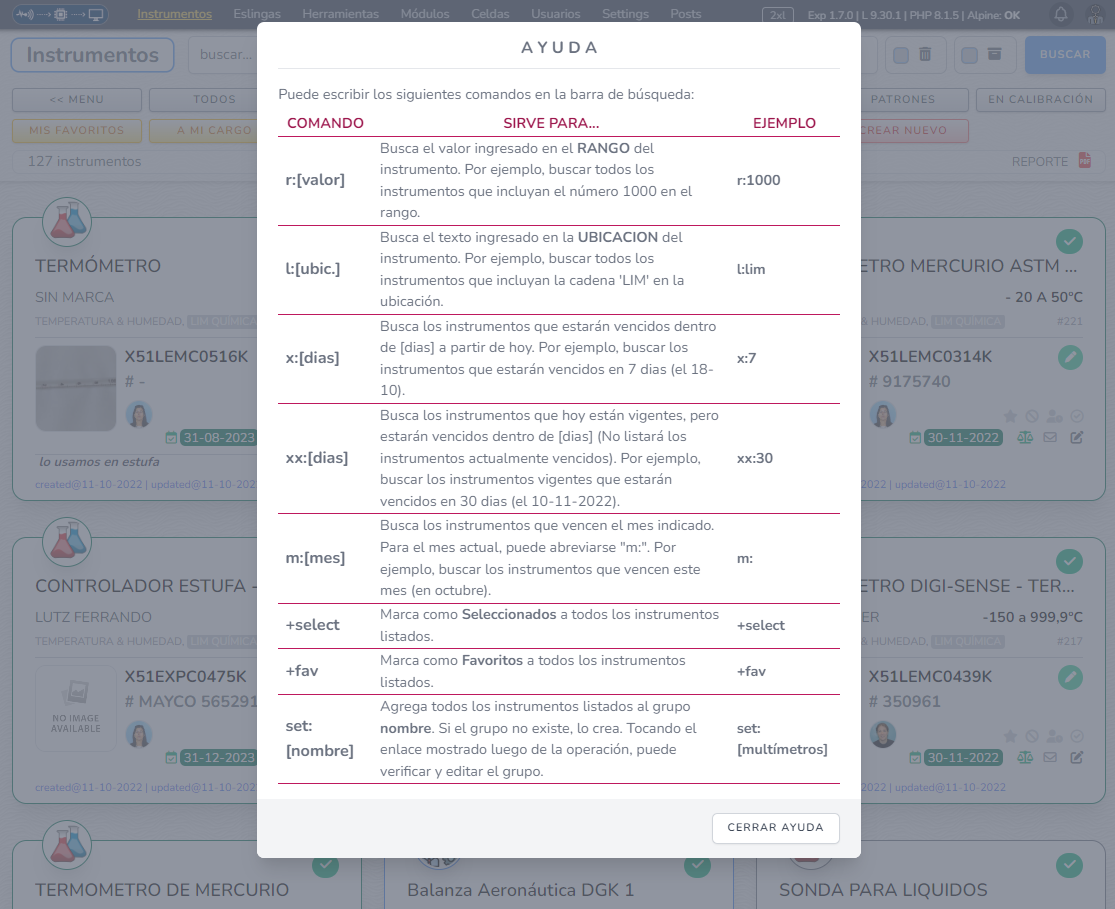 Instrumentos Eslingas Herramientas Módulos Celdas Usuarios Settings Posts 2xl Exp 1.7.0 | L 9.30.1 | PHP 8.1.5 | Alpine: OK
Instrumentos buscar... BUSCAR
<< MENU TODOS PATRONES EN CALIBRACIÓN
MIS FAVORITOS A MI CARGO CREAR NUEVO
127 instrumentos REPORTE
AYUDA
Puede escribir los siguientes comandos en la barra de búsqueda:
COMANDO SIRVE PARA... EJEMPLO
r:[valor]
Busca el valor ingresado en el RANGO del
instrumento. Por ejemplo, buscar todos los
instrumentos que incluyan el número 1000 en el
rango.
r:1000
l:[ubic.]
Busca el texto ingresado en la UBICACION del
instrumento. Por ejemplo, buscar todos los
instrumentos que incluyan la cadena 'LIM' en la
ubicación.
l:lim
x:[dias]
Busca los instrumentos que estarán vencidos dentro
de [dias] a partir de hoy. Por ejemplo, buscar los
instrumentos que estarán vencidos en 7 dias (el 18-
10).
x:7
xx:[dias]
Busca los instrumentos que hoy están vigentes, pero
estarán vencidos dentro de [dias] (No listará los
instrumentos actualmente vencidos). Por ejemplo,
buscar los instrumentos vigentes que estarán
vencidos en 30 dias (el 10-11-2022).
xx:30
m:[mes]
Busca los instrumentos que vencen el mes indicado.
Para el mes actual, puede abreviarse "m:". Por
ejemplo, buscar los instrumentos que vencen este
mes (en octubre).
m:
+select
Marca como Seleccionados a todos los instrumentos
listados.
+select
+fav
Marca como Favoritos a todos los instrumentos
listados.
+fav
set:
[nombre]
Agrega todos los instrumentos listados al grupo
nombre. Si el grupo no existe, lo crea. Tocando el
enlace mostrado luego de la operación, puede
verificar y editar el grupo.
set:
[multímetros]
CERRAR AYUDA
TERMÓMETRO
SIN MARCA
TEMPERATURA & HUMEDAD, LIM QUIMICA
X51LEMC0516K
# -
31-08-2023
lo usamos en estufa
created@11-10-2022 | updated@11-10-202
ETRO MERCURIO ASTM ...
- 20 A 50°C
& HUMEDAD, LIM QUIMICA #221
X51LEMC0314K
# 9175740
30-11-2022
022 | updated@11-10-2022
CONTROLADOR ESTUFA -
LUTZ FERRANDO
TEMPERATURA & HUMEDAD, LIM QUIMICA
NO IMAGE
AVAILABLE
X51EXPC0475K
# MAYCO 565291
31-12-2023
created@11-10-2022 | updated@11-10-2022
ETRO DIGI-SENSE - TER...
ER -150 a 999,9°C
& HUMEDAD, LIM QUIMICA #217
X51LEMC0439K
# 350961
30-11-2022
022 | updated@11-10-2022
TERMOMETRO DE MERCURIO
Balanza Aeronáutica DGK 1
SONDA PARA LIQUIDOS